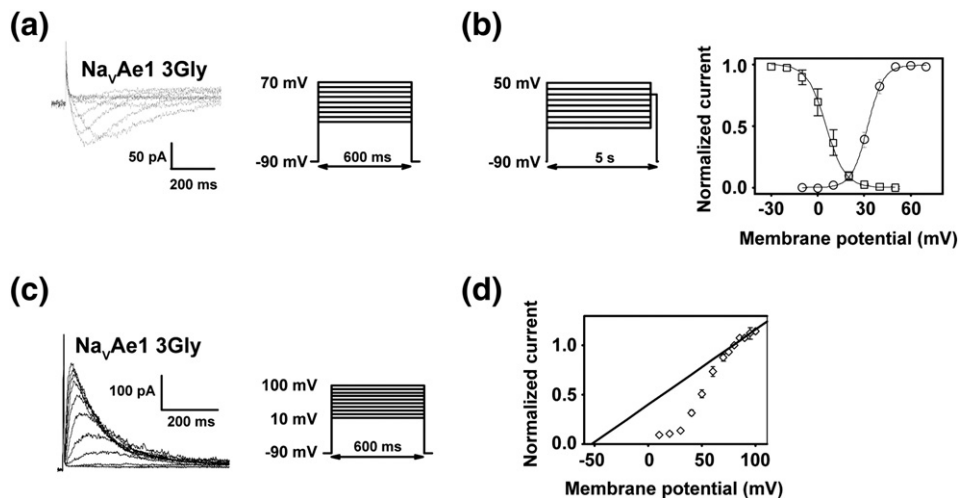 (a)
Na_VAe1 3Gly
50 pA
200 ms
70 mV
-90 mV
600 ms
(b)
50 mV
-90 mV
5 s
Normalized current
1.0
0.5
0.0
-30 0 30 60
Membrane potential (mV)
(c)
Na_VAe1 3Gly
100 pA
200 ms
100 mV
10 mV
-90 mV
600 ms
(d)
Normalized current
1.0
0.5
0.0
-50 0 50 100
Membrane potential (mV)